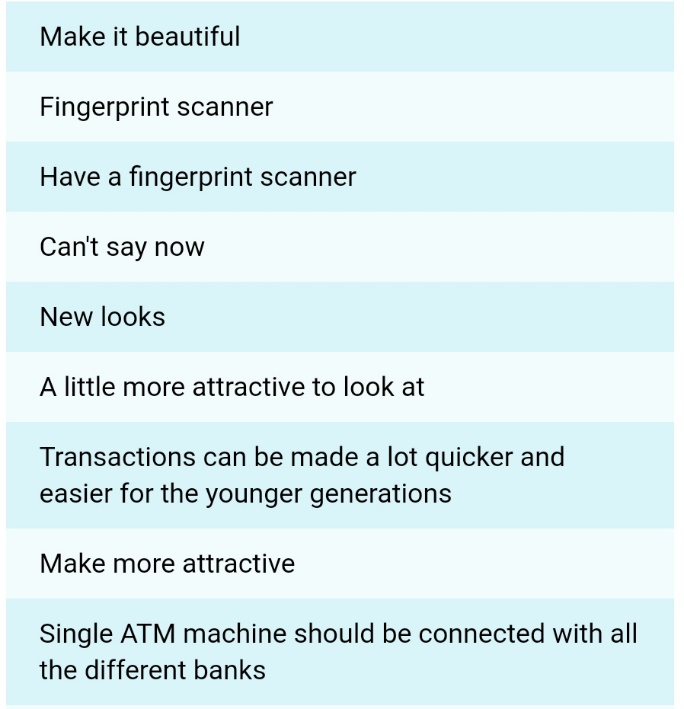 Make it beautiful
Fingerprint scanner
Have a fingerprint scanner
Can't say now
New looks
A little more attractive to look at
Transactions can be made a lot quicker and
easier for the younger generations
Make more attractive
Single ATM machine should be connected with all
the different banks